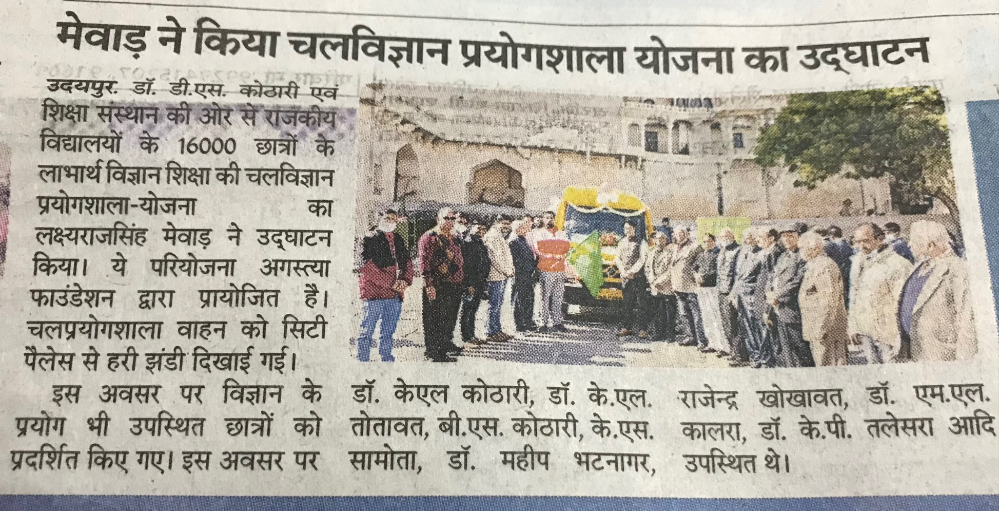 मेवाड़ ने किया चलविज्ञान प्रयोगशाला योजना का उद्घाटन
उदयपुर. डॉ. डी.एस. कोठारी एवं
शिक्षा संस्थान की ओर से राजकीय
विद्यालयों के 16000 छात्रों के
लाभार्थ विज्ञान शिक्षा की चलविज्ञान
प्रयोगशाला-योजना का
लक्ष्यराजसिंह मेवाड़ ने उद्घाटन
किया। ये परियोजना अगस्त्या
फाउंडेशन द्वारा प्रायोजित है।
चलप्रयोगशाला वाहन को सिटी
पैलेस से हरी झंडी दिखाई गई।
इस अवसर पर विज्ञान के
प्रयोग भी उपस्थित छात्रों को
प्रदर्शित किए गए। इस अवसर पर
डॉ. केएल कोठारी, डॉ. के.एल.
तोतावत, बी.एस. कोठारी, के.एस.
सामोता, डॉ. महीप भटनागर,
राजेन्द्र खोखावत, डॉ. एम.एल.
कालरा, डॉ. के.पी. तलेसरा आदि
उपस्थित थे।